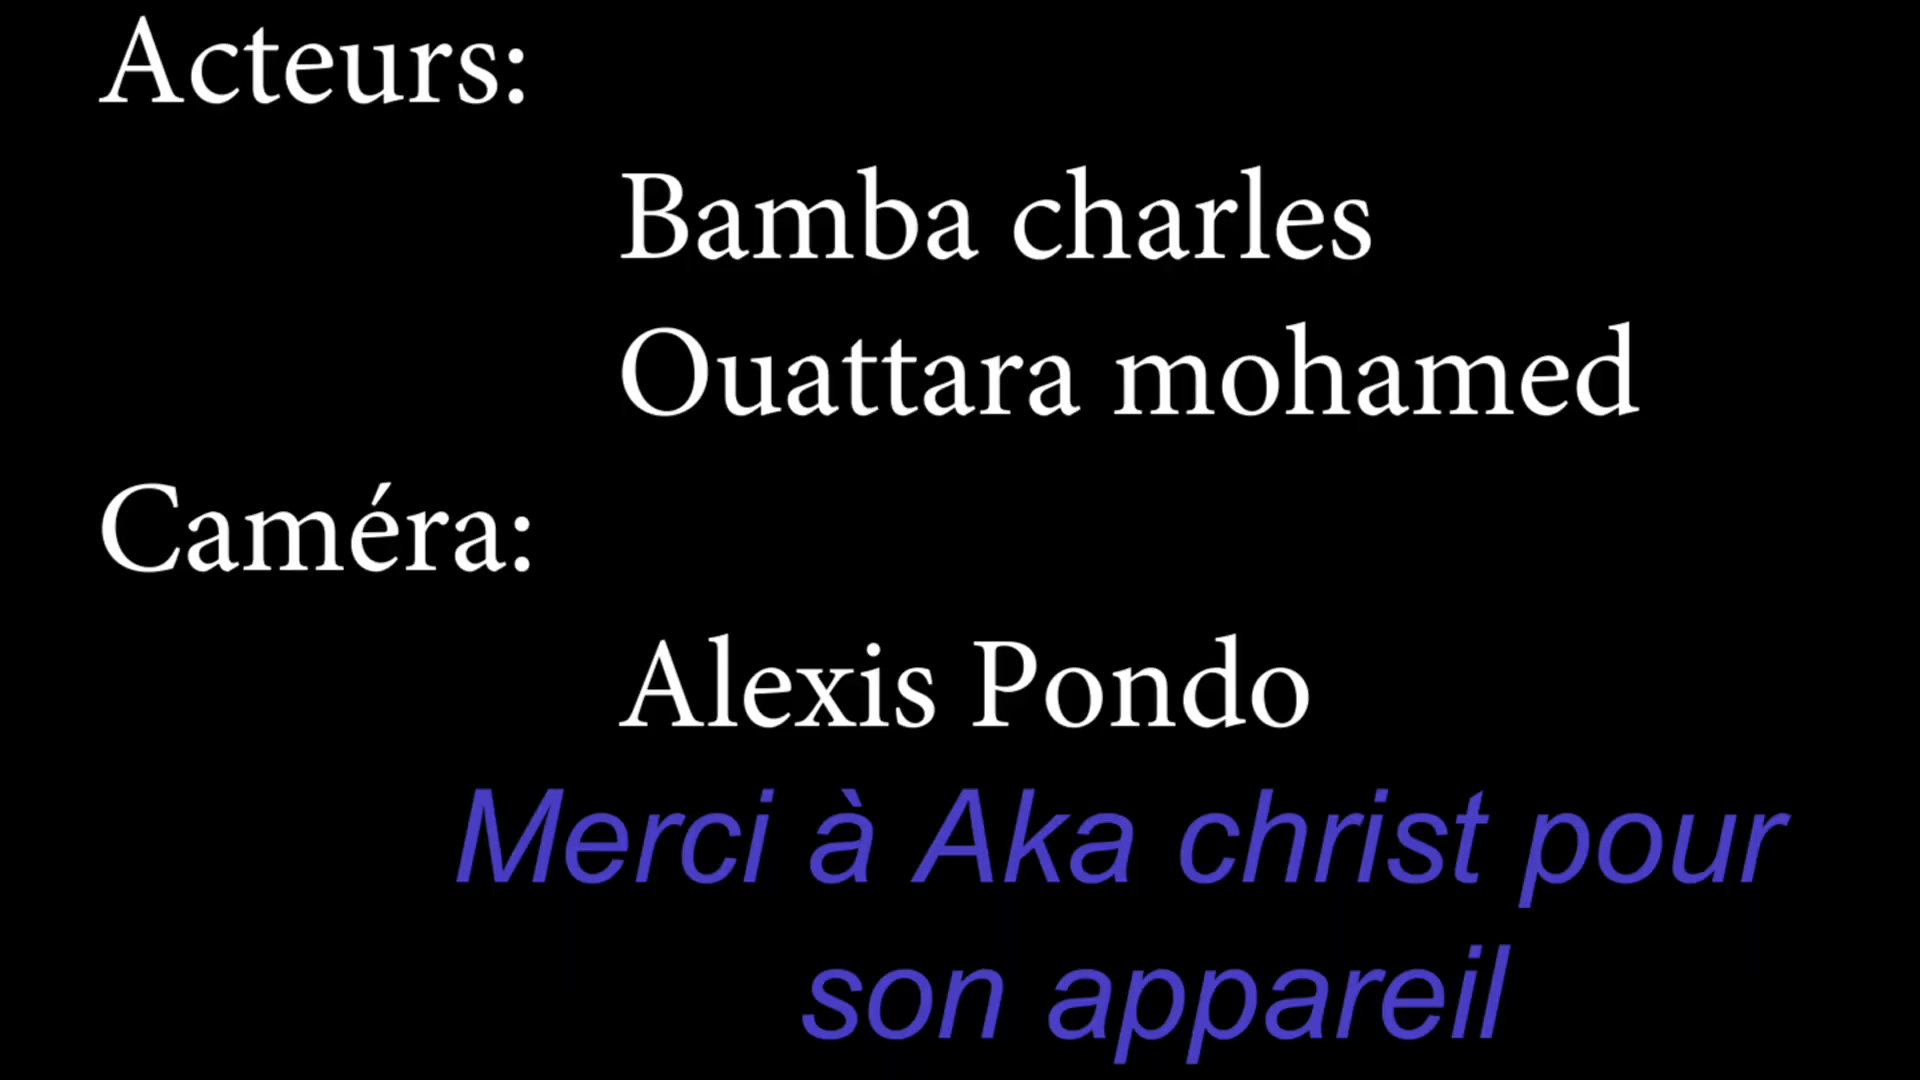 Acteurs:
Bamba charles
Ouattara mohamed
Caméra:
Alexis Pondo
Merci à Aka christ pour
son appareil